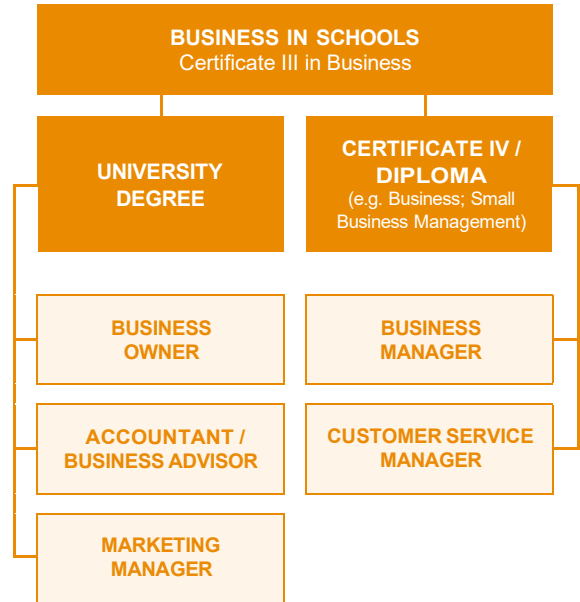 BUSINESS IN SCHOOLS
Certificate III in Business
UNIVERSITY
DEGREE
CERTIFICATE IV /
DIPLOMA
(e.g. Business; Small
Business Management)
BUSINESS
OWNER
BUSINESS
MANAGER
ACCOUNTANT /
BUSINESS ADVISOR
CUSTOMER SERVICE
MANAGER
MARKETING
MANAGER